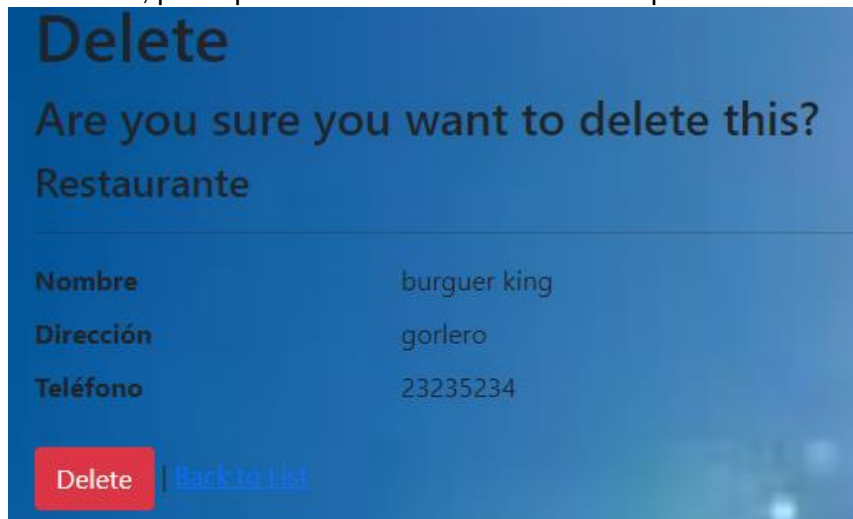 Delete
Are you sure you want to delete this?
Restaurante
Nombre burguer king
Dirección gorlero
Teléfono 23235234
Delete | Back to List